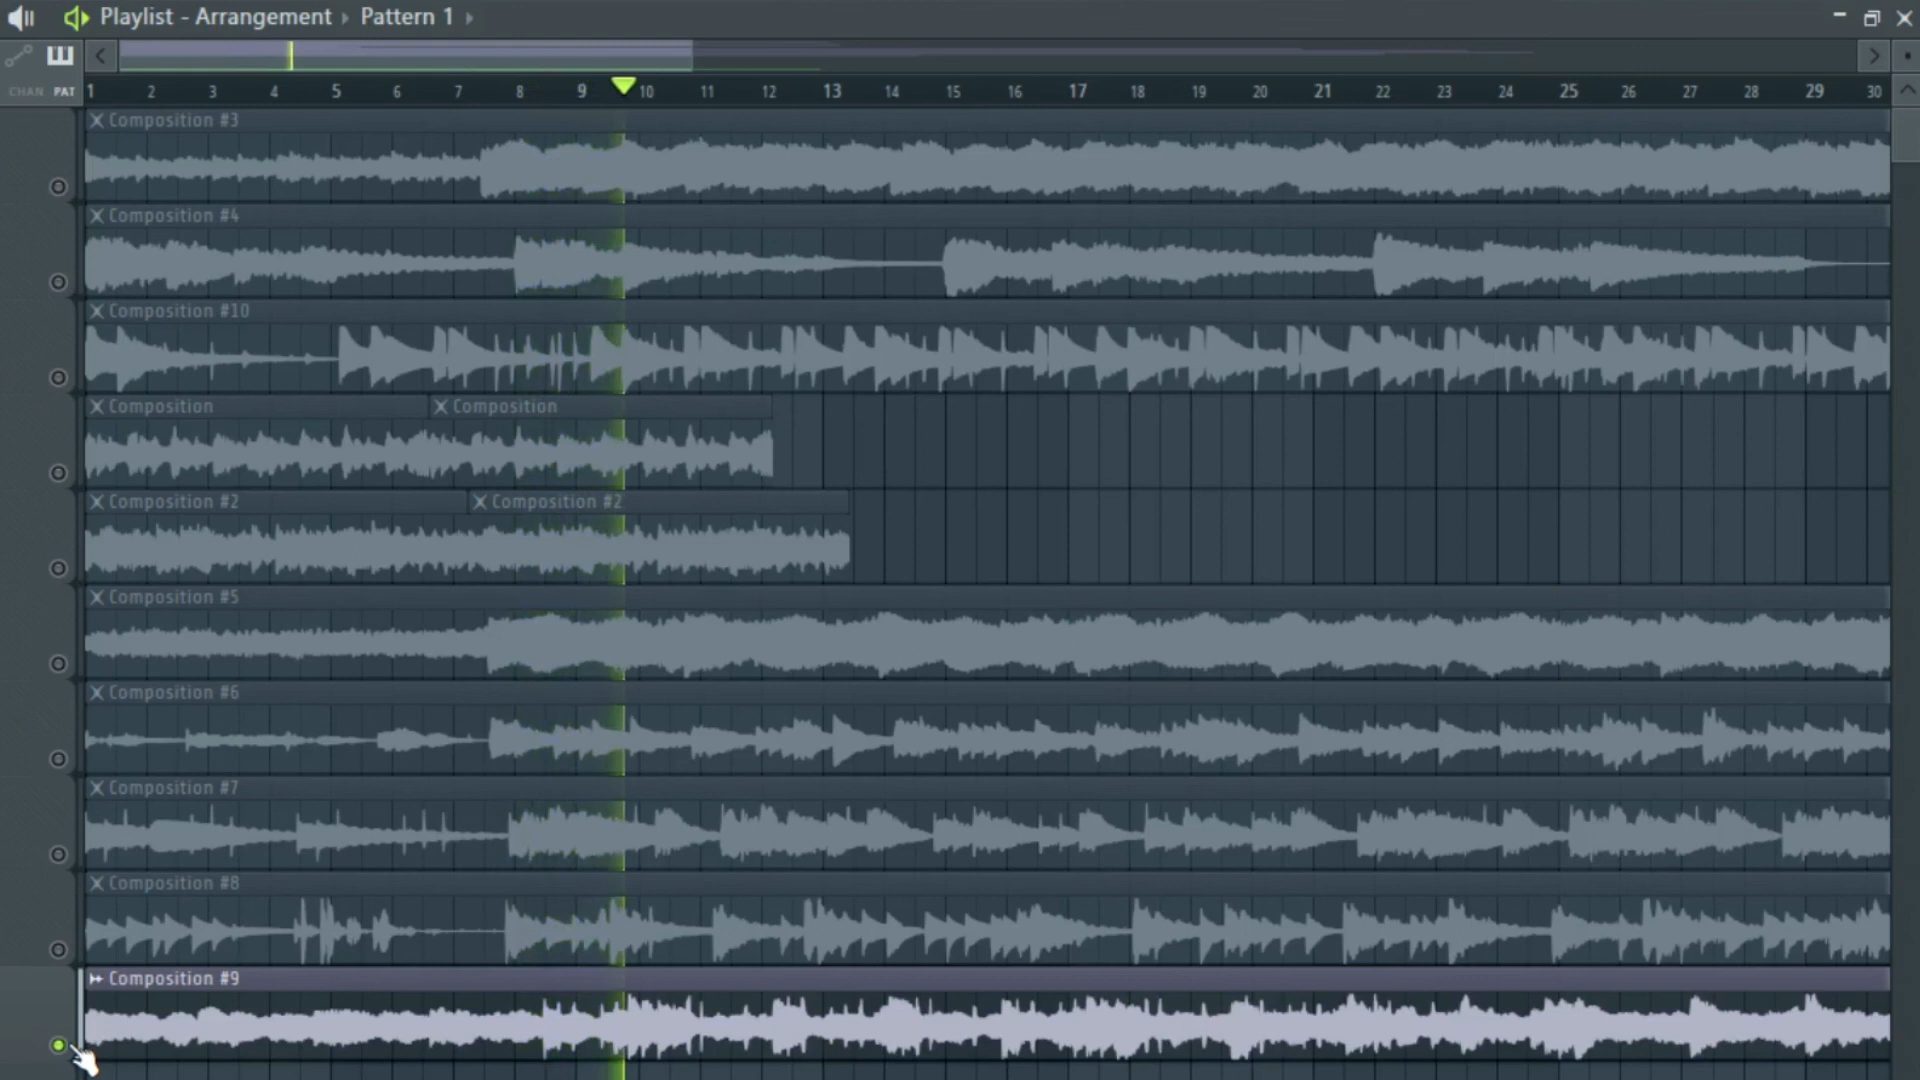 Playlist - Arrangement ▸ Pattern 1 ▸
CHAN PAT
1 2 3 4 5 6 7 8 9 10 11 12 13 14 15 16 17 18 19 20 21 22 23 24 25 26 27 28 29 30
Composition #3
Composition #4
Composition #10
Composition Composition
Composition #2 Composition #2
Composition #5
Composition #6
Composition #7
Composition #8
Composition #9